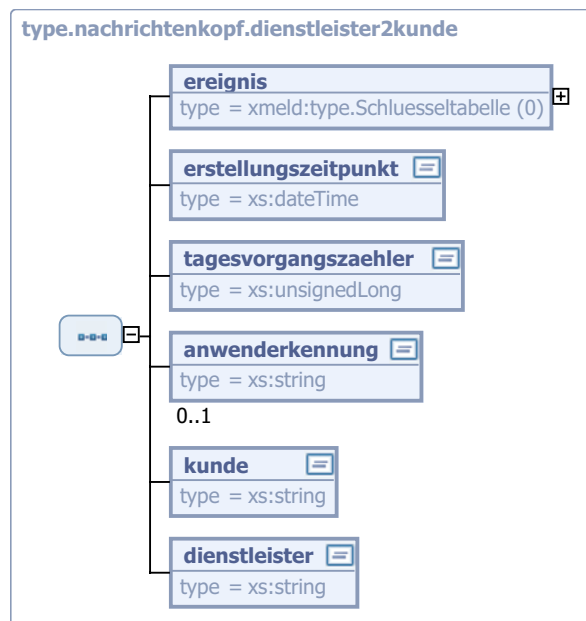 type.nachrichtenkopf.dienstleister2kunde
ereignis
type = xmeld:type.Schluesseltabelle (0)
erstellungszeitpunkt
type = xs:dateTime
tagesvorgangszaehler
type = xs:unsignedLong
anwenderkennung
type = xs:string
0..1
kunde
type = xs:string
dienstleister
type = xs:string